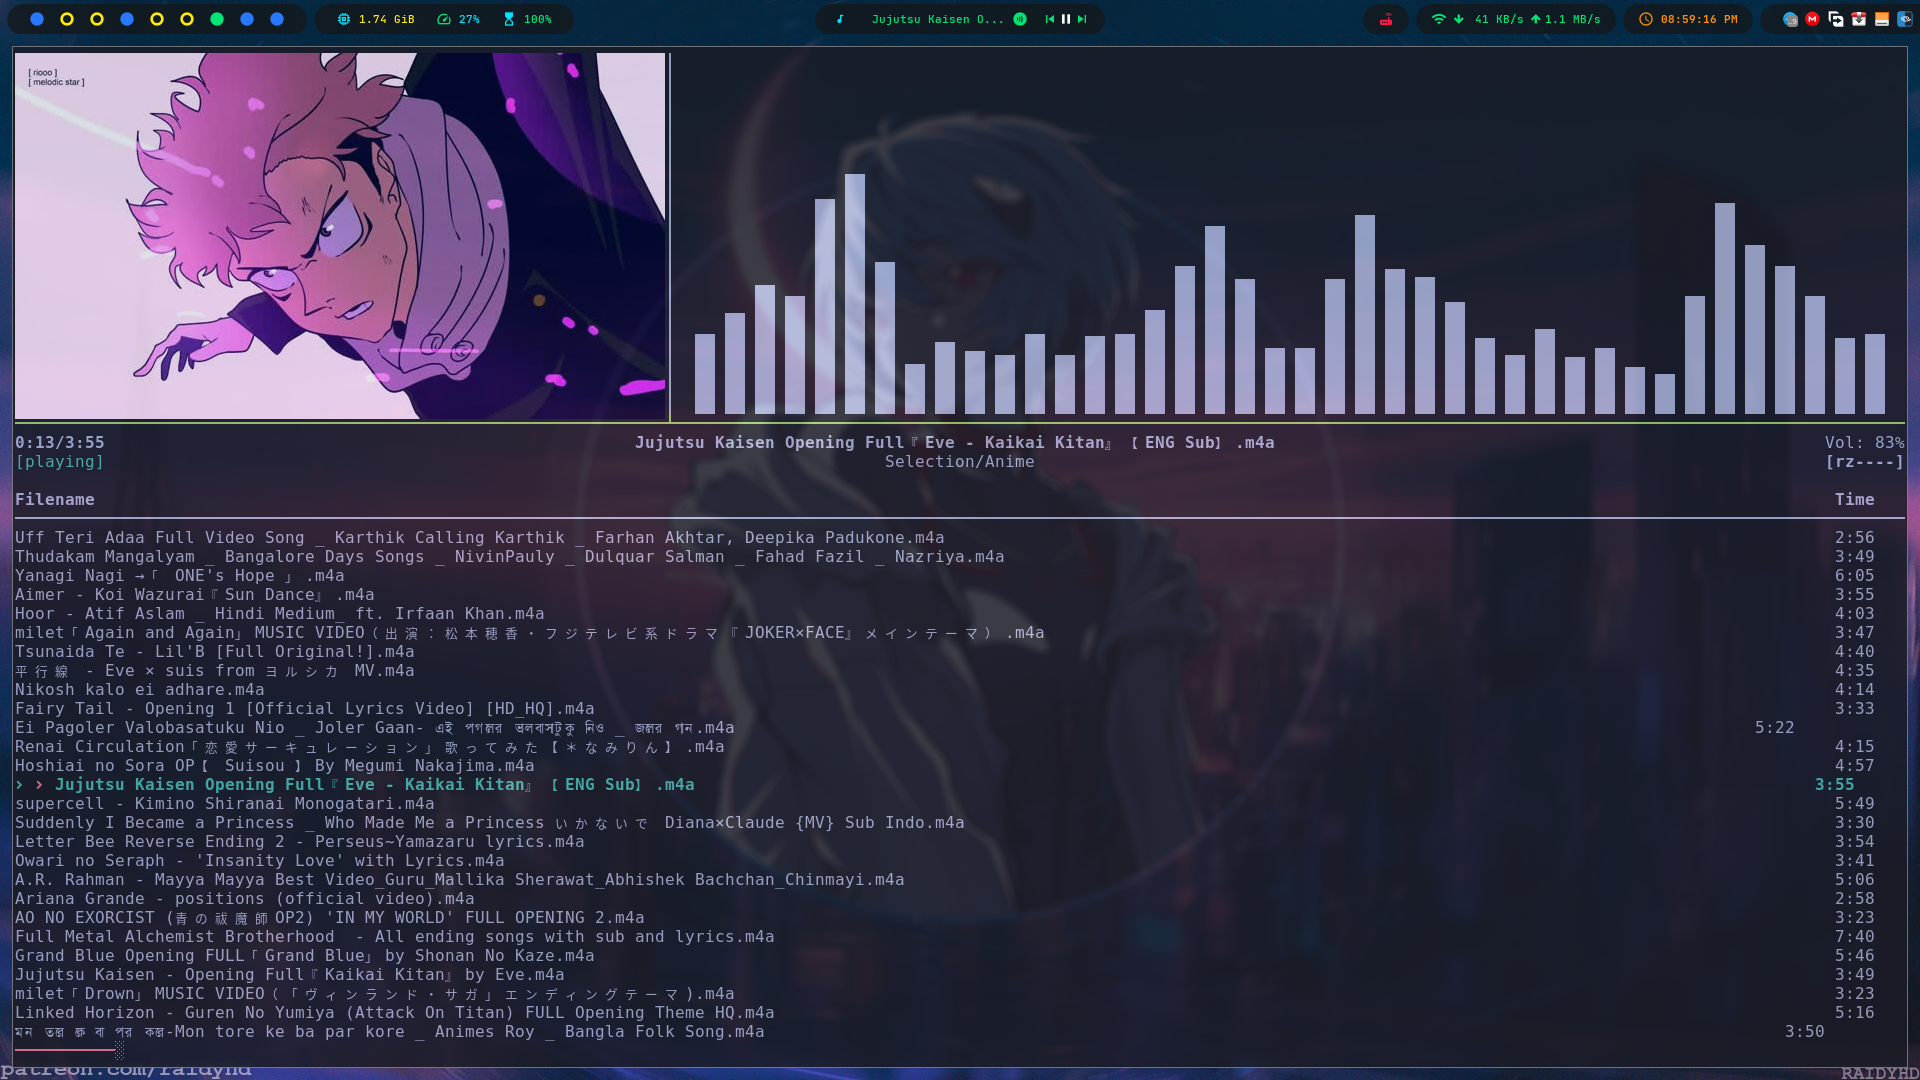 1.74 GiB 27% 100% Jujutsu Kaisen O... 41 KB/s 1.1 MB/s 08:59:16 PM
[ riooo ]
[ melodic star ]
0:13/3:55 Jujutsu Kaisen Opening Full『Eve - Kaikai Kitan』【ENG Sub】.m4a Vol: 83%
[playing] Selection/Anime [rz----]
Filename Time
Uff Teri Adaa Full Video Song _ Karthik Calling Karthik _ Farhan Akhtar, Deepika Padukone.m4a 2:56
Thudakam Mangalyam _ Bangalore Days Songs _ NivinPauly _ Dulquar Salman _ Fahad Fazil _ Nazriya.m4a 3:49
Yanagi Nagi →「 ONE's Hope 」.m4a 6:05
Aimer - Koi Wazurai『Sun Dance』.m4a 3:55
Hoor - Atif Aslam _ Hindi Medium_ ft. Irfaan Khan.m4a 4:03
milet「Again and Again」MUSIC VIDEO（出演：松本穂香・フジテレビ系ドラマ『JOKER×FACE』メインテーマ）.m4a 3:47
Tsunaida Te - Lil'B [Full Original!].m4a 4:40
平行線 - Eve × suis from ヨルシカ MV.m4a 4:35
Nikosh kalo ei adhare.m4a 4:14
Fairy Tail - Opening 1 [Official Lyrics Video] [HD_HQ].m4a 3:33
Ei Pagoler Valobasatuku Nio _ Joler Gaan- এই _ .m4a 5:22
Renai Circulation「恋愛サーキュレーション」歌ってみた【＊なみりん】.m4a 4:15
Hoshiai no Sora OP【 Suisou 】By Megumi Nakajima.m4a 4:57
› › Jujutsu Kaisen Opening Full『Eve - Kaikai Kitan』【ENG Sub】.m4a 3:55
supercell - Kimino Shiranai Monogatari.m4a 5:49
Suddenly I Became a Princess _ Who Made Me a Princess いかないで Diana×Claude {MV} Sub Indo.m4a 3:30
Letter Bee Reverse Ending 2 - Perseus~Yamazaru lyrics.m4a 3:54
Owari no Seraph - 'Insanity Love' with Lyrics.m4a 3:41
A.R. Rahman - Mayya Mayya Best Video_Guru_Mallika Sherawat_Abhishek Bachchan_Chinmayi.m4a 5:06
Ariana Grande - positions (official video).m4a 2:58
AO NO EXORCIST (青の祓魔師OP2) 'IN MY WORLD' FULL OPENING 2.m4a 3:23
Full Metal Alchemist Brotherhood  - All ending songs with sub and lyrics.m4a 7:40
Grand Blue Opening FULL「Grand Blue」by Shonan No Kaze.m4a 5:46
Jujutsu Kaisen - Opening Full『Kaikai Kitan』by Eve.m4a 3:49
milet「Drown」MUSIC VIDEO（「ヴィンランド・サガ」エンディングテーマ).m4a 3:23
Linked Horizon - Guren No Yumiya (Attack On Titan) FULL Opening Theme HQ.m4a 5:16
মন -Mon tore ke ba par kore _ Animes Roy _ Bangla Folk Song.m4a 3:50
patreon.com/raidyhd RAIDYHD